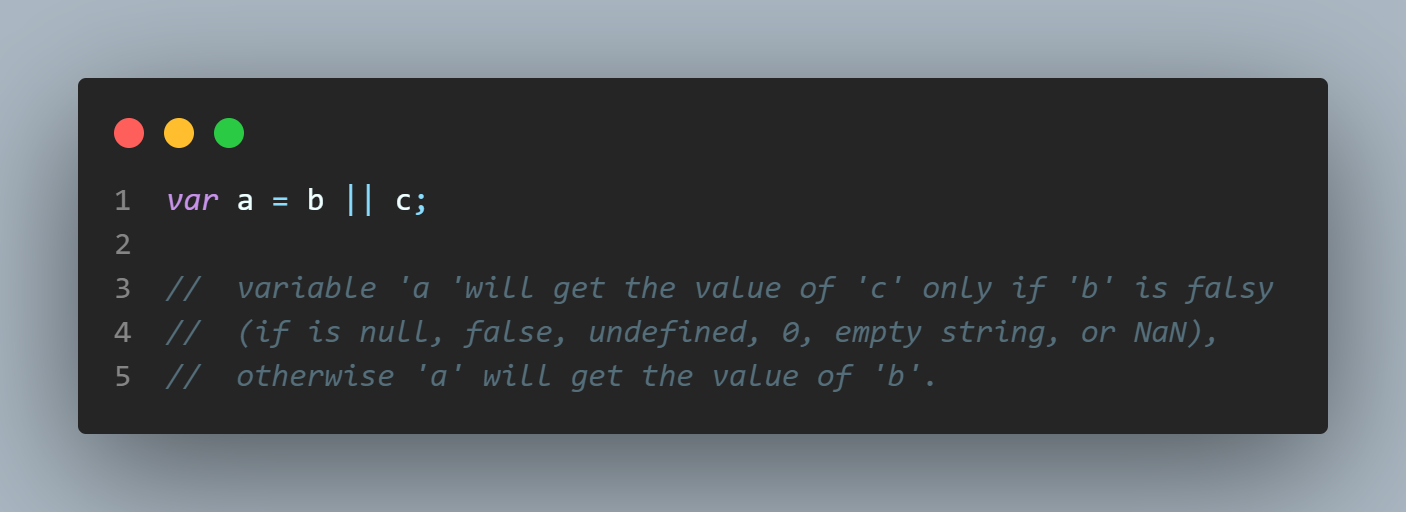 1 var a = b || c;
2
3 // variable 'a 'will get the value of 'c' only if 'b' is falsy
4 // (if is null, false, undefined, 0, empty string, or NaN),
5 // otherwise 'a' will get the value of 'b'.